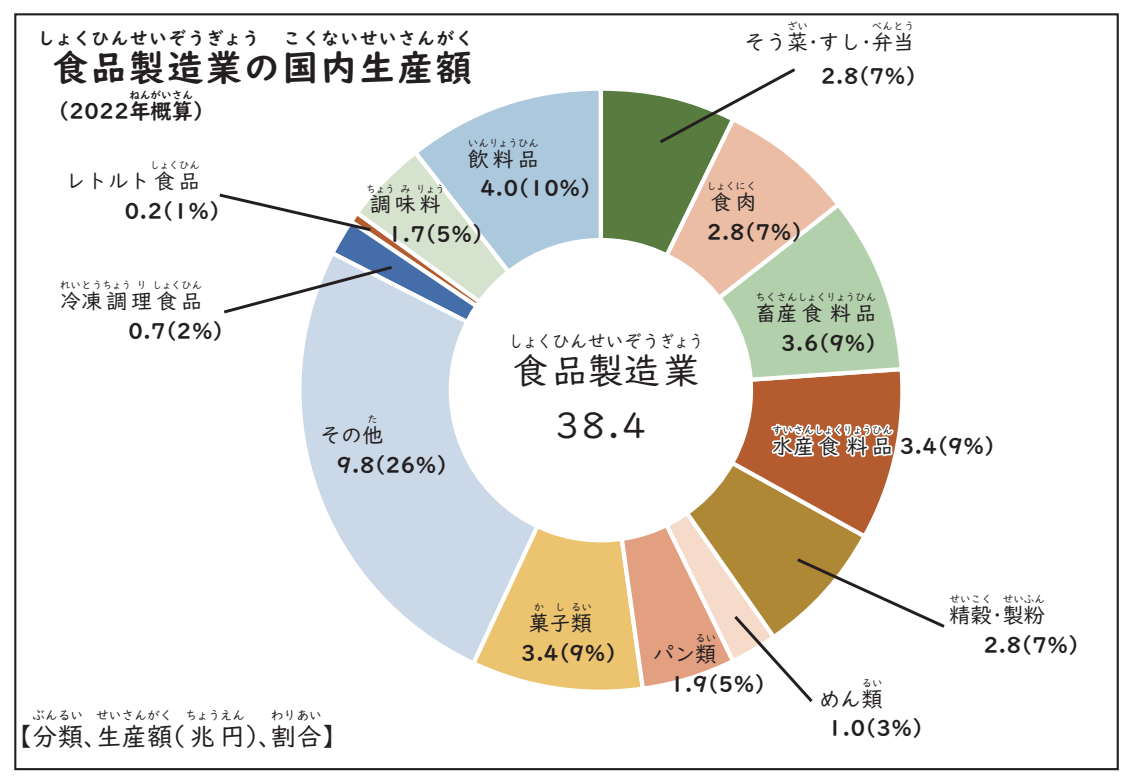 しょくひんせいぞうぎょう こくないせいさんがく
食品製造業の国内生産額
ねんがいさん
(2022年概算)
ざい べんとう
そう菜・すし・弁当
2.8(7%)
しょくにく
食肉
2.8(7%)
ちくさんしょくりょうひん
畜産食料品
3.6(9%)
すいさんしょくりょうひん
水産食料品 3.4(9%)
せいこく せいふん
精穀・製粉
2.8(7%)
るい
めん類
1.0(3%)
るい
パン類
1.9(5%)
か し るい
菓子類
3.4(9%)
た
その他
9.8(26%)
れいとうちょう り しょくひん
冷凍調理食品
0.7(2%)
しょくひん
レトルト食品
0.2(1%)
ちょう み りょう
調味料
1.7(5%)
いんりょうひん
飲料品
4.0(10%)
しょくひんせいぞうぎょう
食品製造業
38.4
ぶんるい せいさんがく ちょうえん わりあい
【分類、生産額(兆円)、割合】